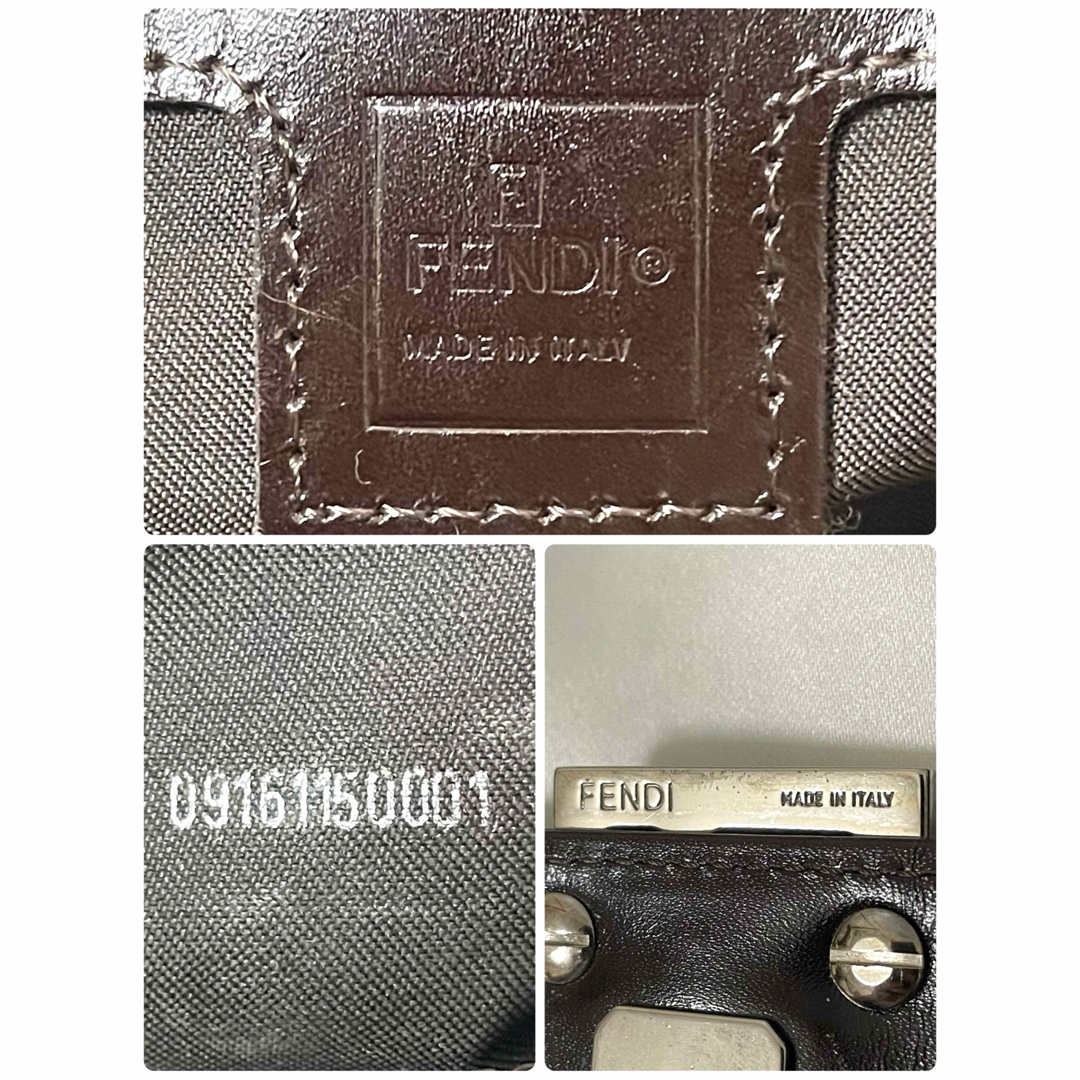 F
FENDI®
MADE IN ITALY
09161150001
FENDI MADE IN ITALY